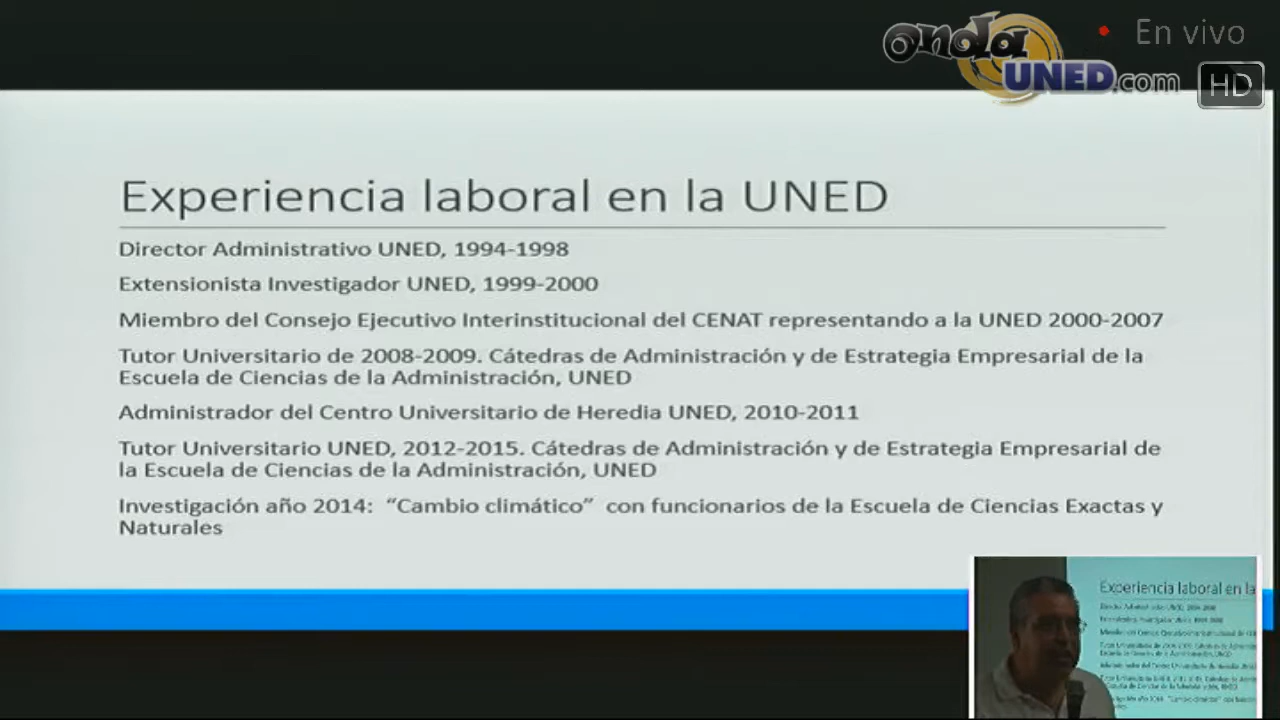 onda
UNED.com
En vivo
HD
Experiencia laboral en la UNED
Director Administrativo UNED, 1994-1998
Extensionista Investigador UNED, 1999-2000
Miembro del Consejo Ejecutivo Interinstitucional del CENAT representando a la UNED 2000-2007
Tutor Universitario de 2008-2009. Cátedras de Administración y de Estrategia Empresarial de la
Escuela de Ciencias de la Administración, UNED
Administrador del Centro Universitario de Heredia UNED, 2010-2011
Tutor Universitario UNED, 2012-2015. Cátedras de Administración y de Estrategia Empresarial de
la Escuela de Ciencias de la Administración, UNED
Investigación año 2014: “Cambio climático” con funcionarios de la Escuela de Ciencias Exactas y
Naturales
Experiencia laboral en la